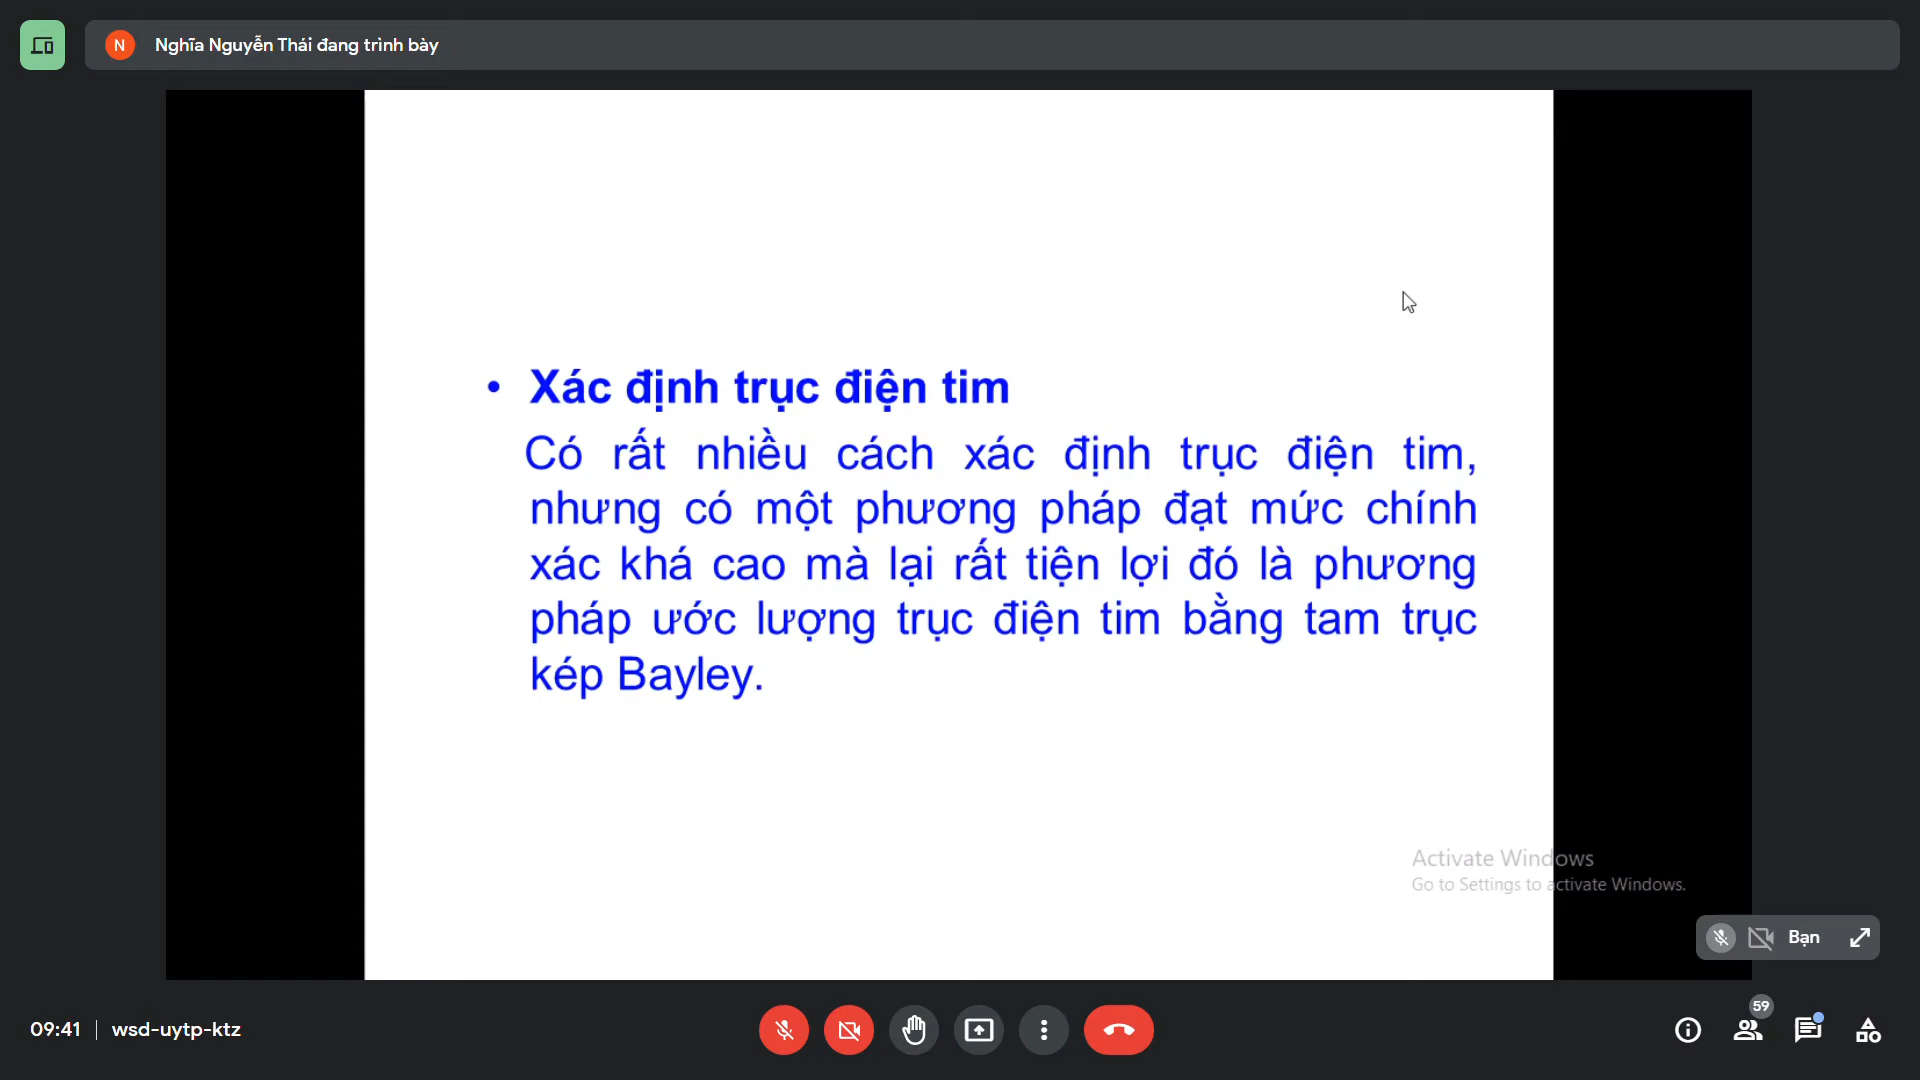 N Nghĩa Nguyễn Thái đang trình bày
• Xác định trục điện tim
Có rất nhiều cách xác định trục điện tim,
nhưng có một phương pháp đạt mức chính
xác khá cao mà lại rất tiện lợi đó là phương
pháp ước lượng trục điện tim bằng tam trục
kép Bayley.
Activate Windows
Go to Settings to activate Windows.
Bạn
59
09:41 | wsd-uytp-ktz